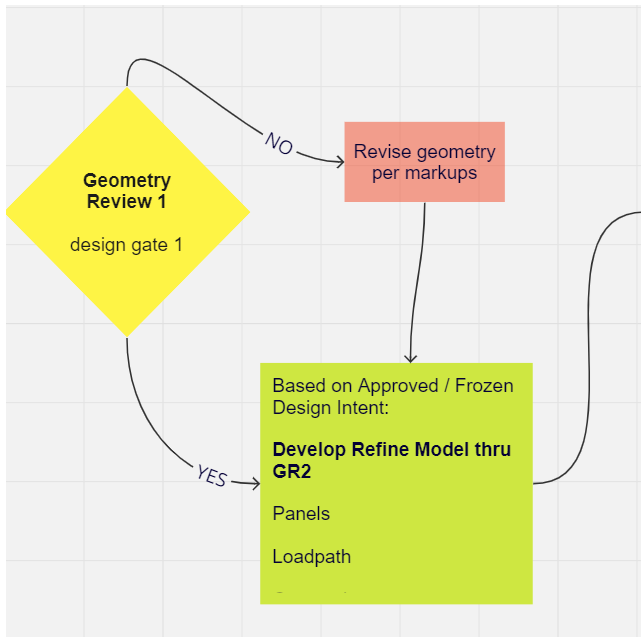 NO
Geometry
Review 1
design gate 1
Revise geometry
per markups
Based on Approved / Frozen
Design Intent:
Develop Refine Model thru
GR2
Panels
Loadpath
YES